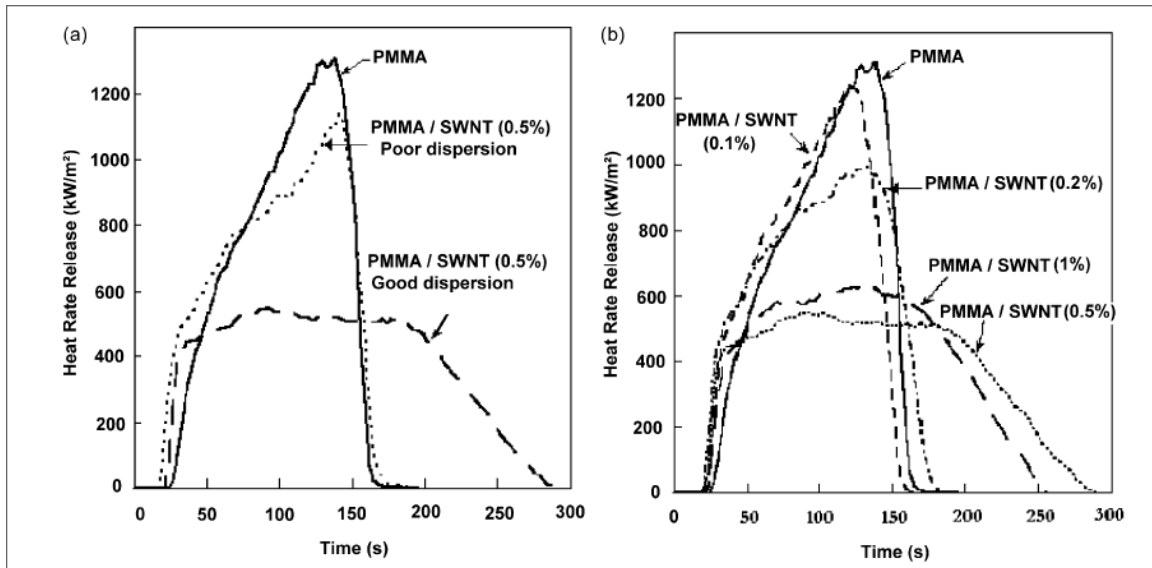 (a)
PMMA
PMMA / SWNT (0.5%)
Poor dispersion
PMMA / SWNT (0.5%)
Good dispersion
Heat Rate Release (kW/m²)
1200
1000
800
600
400
200
0
0 50 100 150 200 250 300
Time (s)
(b)
PMMA
PMMA / SWNT
(0.1%)
PMMA / SWNT (0.2%)
PMMA / SWNT (1%)
PMMA / SWNT (0.5%)
Heat Rate Release (kW/m²)
1200
1000
800
600
400
200
0
0 50 100 150 200 250 300
Time (s)